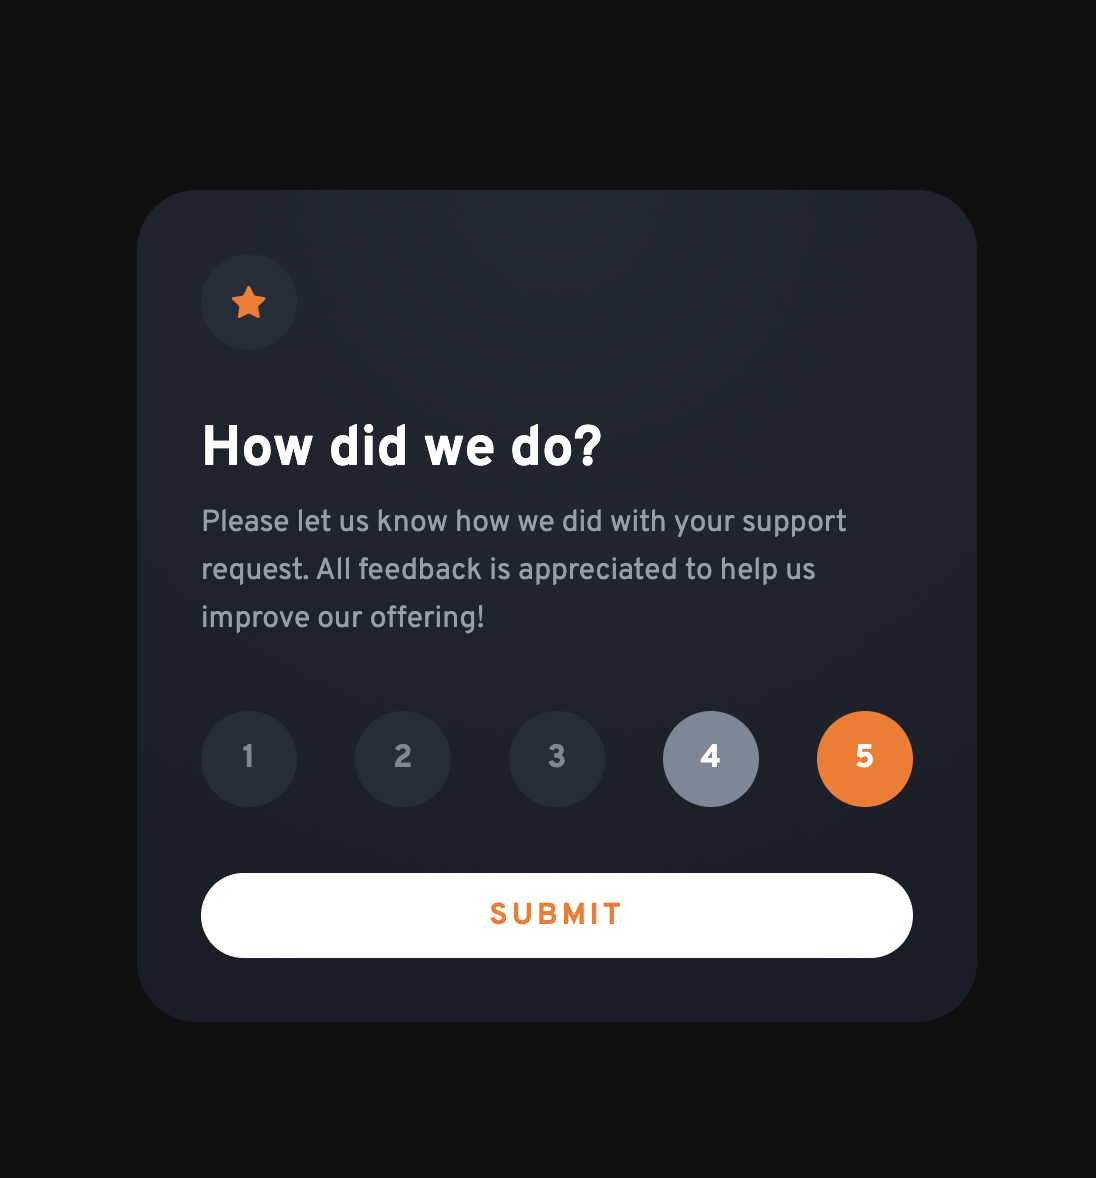 How did we do?
Please let us know how we did with your support
request. All feedback is appreciated to help us
improve our offering!
1 2 3 4 5
SUBMIT